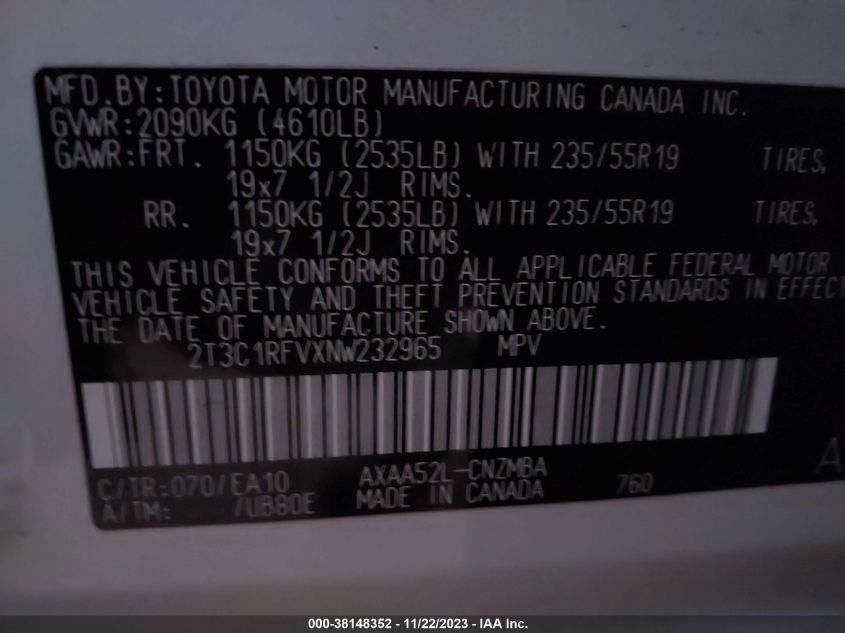 MFD.BY:TOYOTA MOTOR MANUFACTURING CANADA INC.
GVWR:2090KG (4610LB)
GAWR:FRT. 1150KG (2535LB) WITH 235/55R19 TIRES,
19x7 1/2J RIMS.
RR. 1150KG (2535LB) WITH 235/55R19 TIRES,
19x7 1/2J RIMS.
THIS VEHICLE CONFORMS TO ALL APPLICABLE FEDERAL MOTOR
VEHICLE SAFETY AND THEFT PREVENTION STANDARDS IN EFFECT
THE DATE OF MANUFACTURE SHOWN ABOVE.
2T3C1RFVXNW232965 MPV
C/TR:070/EA10 AXAA52L-CNZMBA
A/TM: /UB80E MADE IN CANADA 760
A
000-38148352 - 11/22/2023 - IAA Inc.